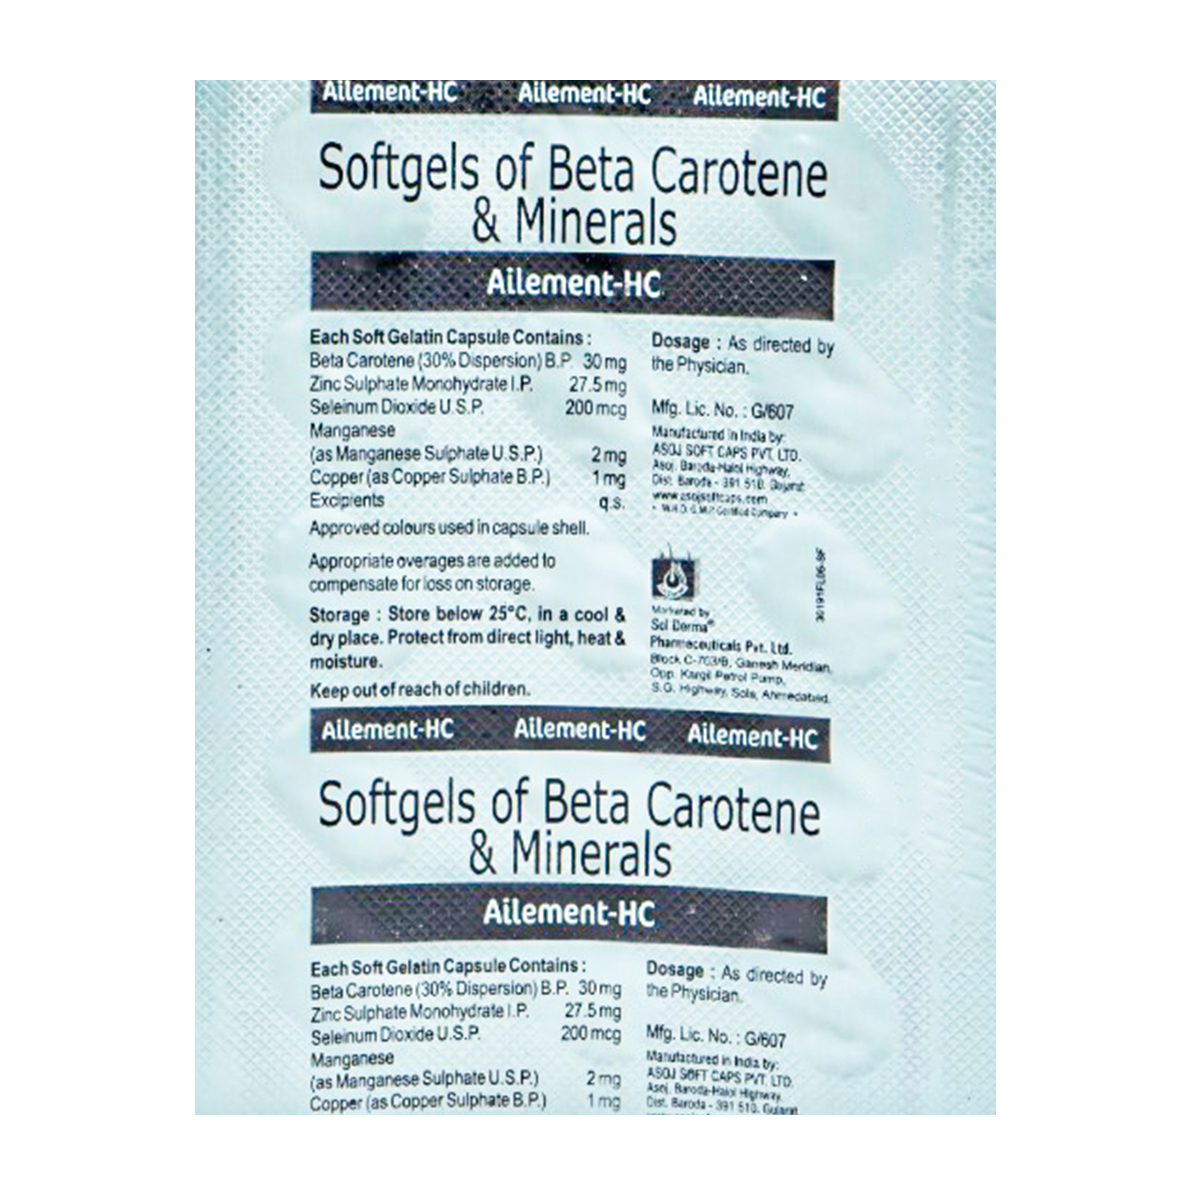 Ailement-HC Ailement-HC Ailement-HC
Softgels of Beta Carotene
& Minerals
Ailement-HC
Each Soft Gelatin Capsule Contains :
Beta Carotene (30% Dispersion) B.P. 30 mg
Zinc Sulphate Monohydrate I.P. 27.5 mg
Seleinum Dioxide U.S.P. 200 mcg
Manganese
(as Manganese Sulphate U.S.P.) 2 mg
Copper (as Copper Sulphate B.P.) 1 mg
Excipients q.s.
Approved colours used in capsule shell.
Appropriate overages are added to
compensate for loss on storage.
Storage : Store below 25°C, in a cool &
dry place. Protect from direct light, heat &
moisture.
Keep out of reach of children.
Dosage : As directed by
the Physician.
Mfg. Lic. No. : G/607
Manufactured in India by:
ASOJ SOFT CAPS PVT. LTD.
Asoj. Baroda-Halol Highway,
Dist. Baroda - 391 510. Gujarat
www.asojsoftcaps.com
• W.H.O. G.M.P Certified Company •
30191FL06-SF
Marketed by
Sol Derma®
Pharmaceuticals Pvt. Ltd.
Block C-703/B, Ganesh Meridian,
Opp. Kargil Petrol Pump,
S.G. Highway, Sola, Ahmedabad.
Ailement-HC Ailement-HC Ailement-HC
Softgels of Beta Carotene
& Minerals
Ailement-HC
Each Soft Gelatin Capsule Contains :
Beta Carotene (30% Dispersion) B.P. 30 mg
Zinc Sulphate Monohydrate I.P. 27.5 mg
Seleinum Dioxide U.S.P. 200 mcg
Manganese
(as Manganese Sulphate U.S.P.) 2 mg
Copper (as Copper Sulphate B.P.) 1 mg
Dosage : As directed by
the Physician.
Mfg. Lic. No. : G/607
Manufactured in India by:
ASOJ SOFT CAPS PVT. LTD.
Asoj. Baroda-Halol Highway,
Dist. Baroda - 391 510. Gujarat